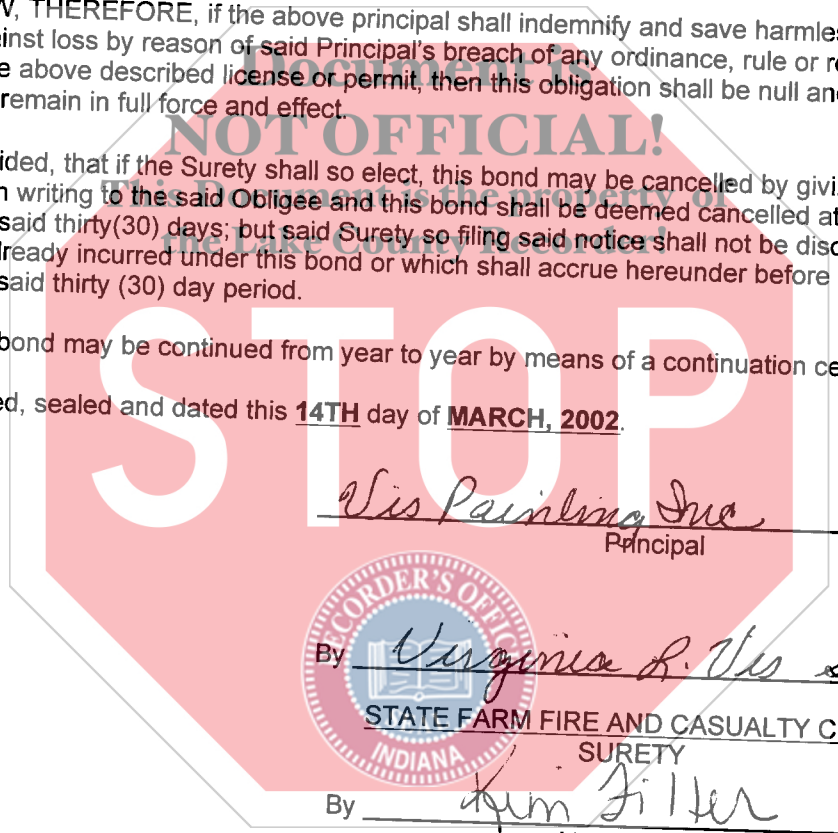 W, THEREFORE, if the above principal shall indemnify and save harmles
inst loss by reason of said Principal's breach of any ordinance, rule or re
e above described license or permit, then this obligation shall be null an
remain in full force and effect.
Document is
NOT OFFICIAL!
This Document is the property of
the Lake County Recorder!
ided, that if the Surety shall so elect, this bond may be cancelled by givi
n writing to the said Obligee and this bond shall be deemed cancelled at
said thirty(30) days; but said Surety so filing said notice shall not be disc
lready incurred under this bond or which shall accrue hereunder before
said thirty (30) day period.
bond may be continued from year to year by means of a continuation ce
ed, sealed and dated this 14TH day of MARCH, 2002.
STOP
Vis Painting Inc
Principal
RECORDER'S OFFICE
By Virginia L. Vis
STATE FARM FIRE AND CASUALTY C
INDIANA
SURETY
By Kim Filler